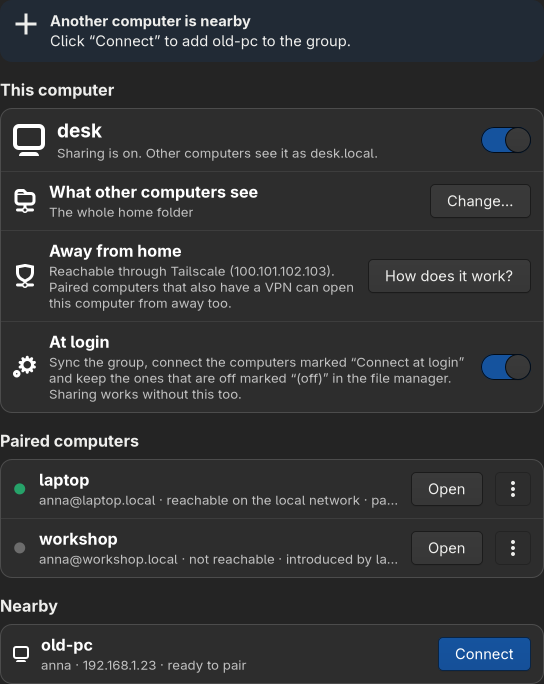 Another computer is nearby
Click “Connect” to add old-pc to the group.
This computer
desk
Sharing is on. Other computers see it as desk.local.
What other computers see
The whole home folder
Change...
Away from home
Reachable through Tailscale (100.101.102.103).
Paired computers that also have a VPN can open
this computer from away too.
How does it work?
At login
Sync the group, connect the computers marked “Connect at login”
and keep the ones that are off marked “(off)” in the file manager.
Sharing works without this too.
Paired computers
laptop
anna@laptop.local · reachable on the local network · pa...
Open
workshop
anna@workshop.local · not reachable · introduced by la...
Open
Nearby
old-pc
anna · 192.168.1.23 · ready to pair
Connect